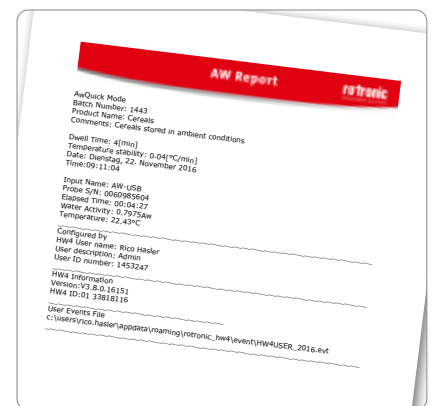 AW Report
rotronic
AwQuick Mode
Batch Number: 1443
Product Name: Cereals
Comments: Cereals stored in ambient conditions
Dwell Time: 4[min]
Temperature stability: 0.04[°C/min]
Date: Dienstag, 22. November 2016
Time:09:11:04
Input Name: AW-USB
Probe S/N: 0060985604
Elapsed Time: 00:04:27
Water Activity: 0.7975Aw
Temperature: 22.43°C
Configured by
HW4 User name: Rico Hasler
User description: Admin
User ID number: 1453247
HW4 Information
Version:V3.8.0.16151
HW4 ID:01 33818116
User Events File
c:\users\rico.hasler\appdata\roaming\rotronic_hw4\event\HW4USER_2016.evt